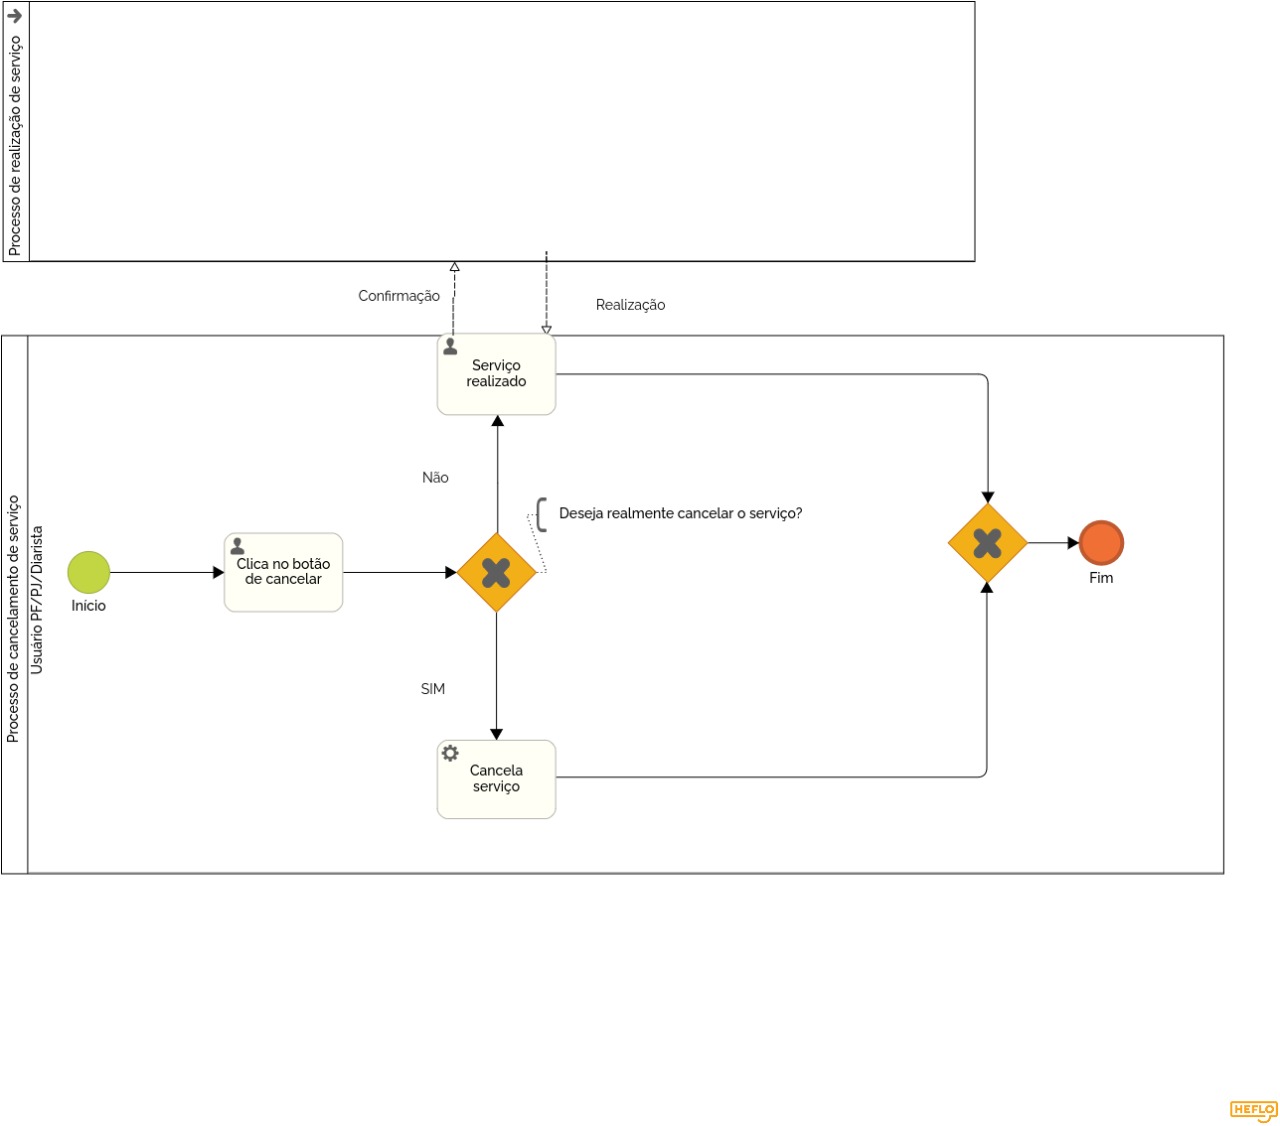 Processo de realização de serviço
Confirmação
Realização
Processo de cancelamento de serviço
Usuário PF/PJ/Diarista
Serviço
realizado
Não
Deseja realmente cancelar o serviço?
Clica no botão
de cancelar
Início
Fim
SIM
Cancela
serviço
HEFLO